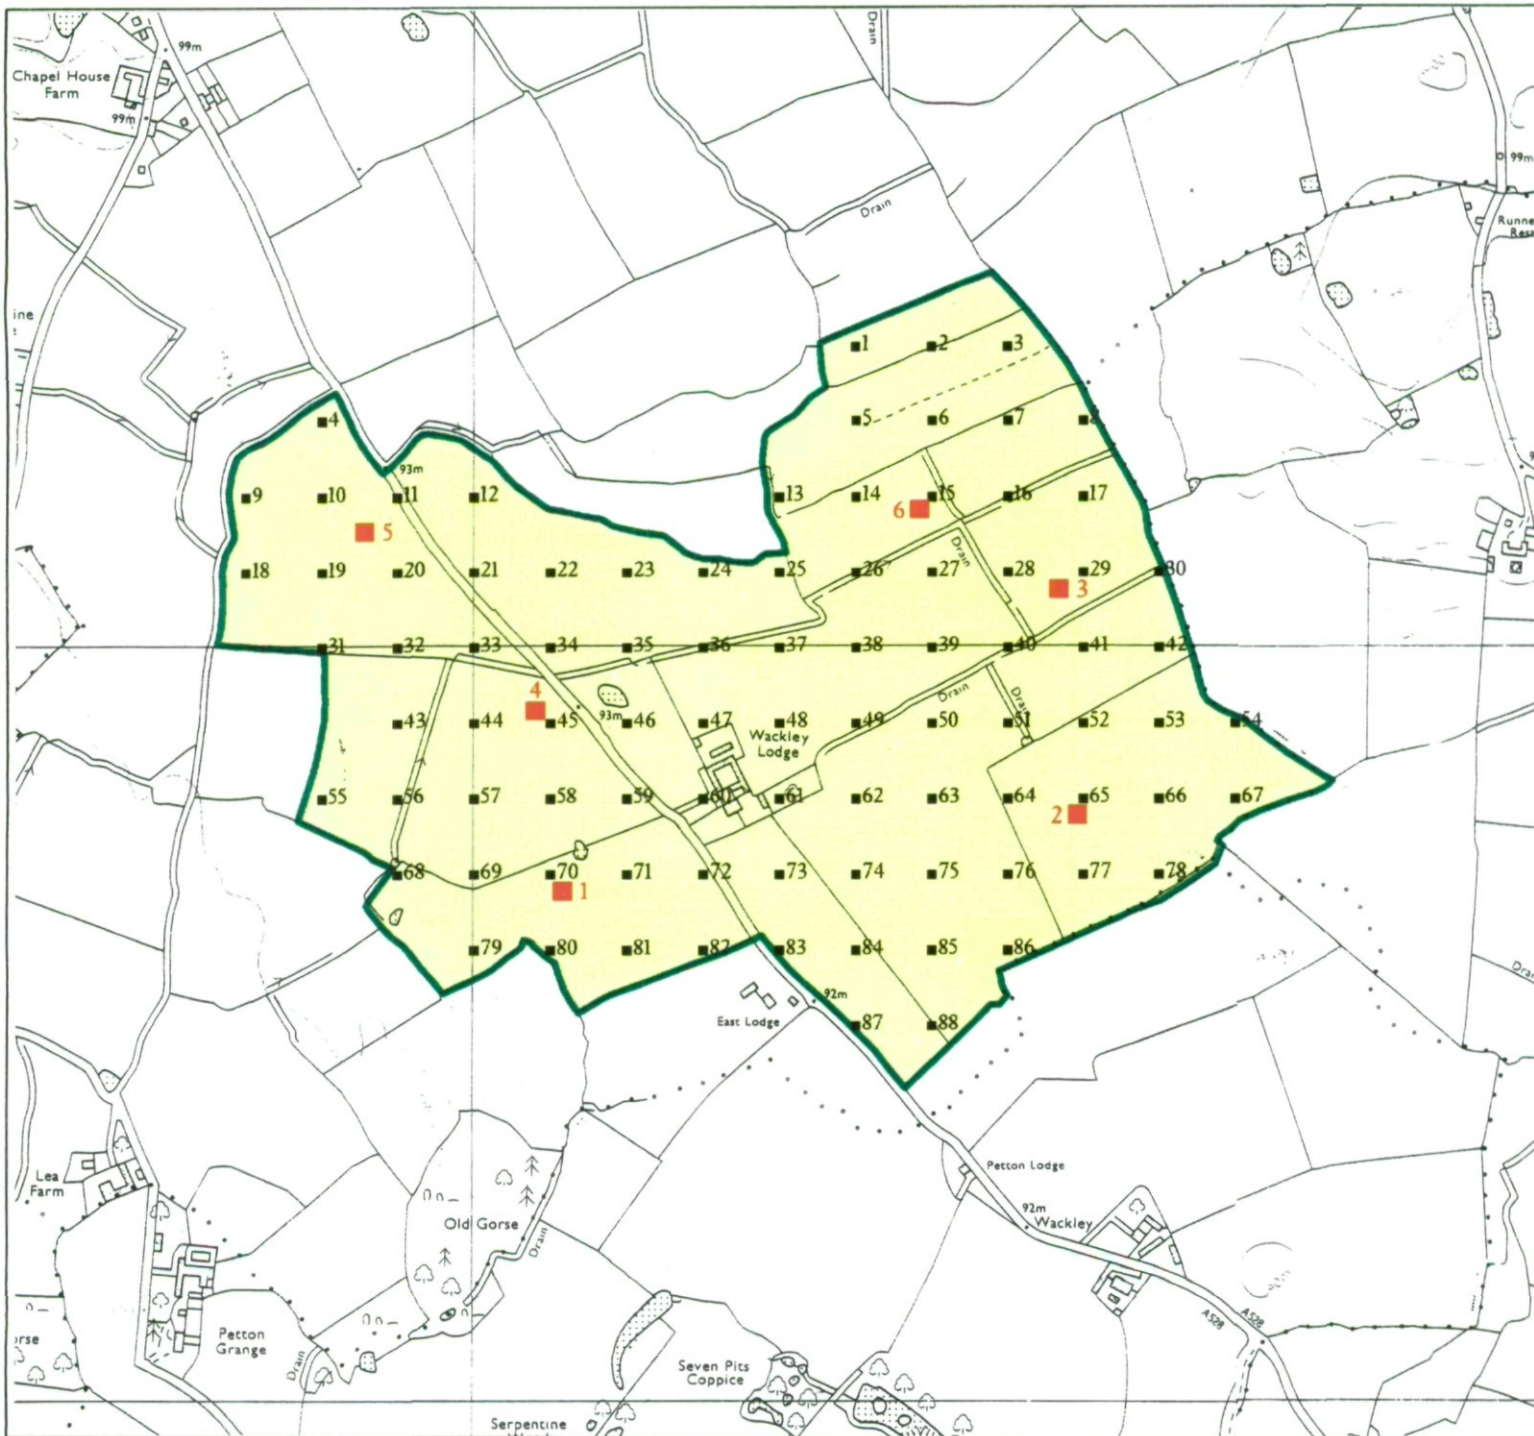 99m
Drain
Chapel House
Farm
99m
99m
Drain
ine
1 2 3
4 5 6 7 8
93m
9 10 11 12 13 14 15 16 17
5 6
Drain
18 19 20 21 22 23 24 25 26 27 28 29 30
3
31 32 33 34 35 36 37 38 39 40 41 42
4
Drain
Drain
93m
43 44 45 46 47 48 49 50 51 52 53 54
Wackley
Lodge
55 56 57 58 59 60 61 62 63 64 65 66 67
2
68 69 70 71 72 73 74 75 76 77 78
1
79 80 81 82 83 84 85 86
92m
East Lodge
87 88
Petton Lodge
Lea
Farm
92m
Wackley
Old Gorse
Drain
A528
A528
Petton
Grange
orse
Drain
Seven Pits
Coppice
Serpentine